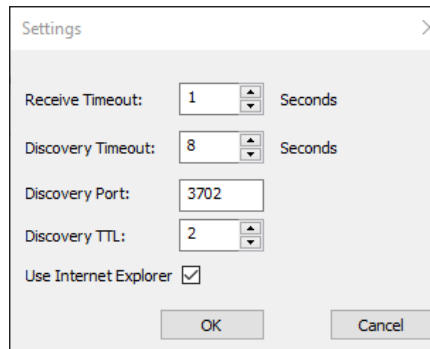 Settings
Receive Timeout: 1 Seconds
Discovery Timeout: 8 Seconds
Discovery Port: 3702
Discovery TTL: 2
Use Internet Explorer
OK Cancel